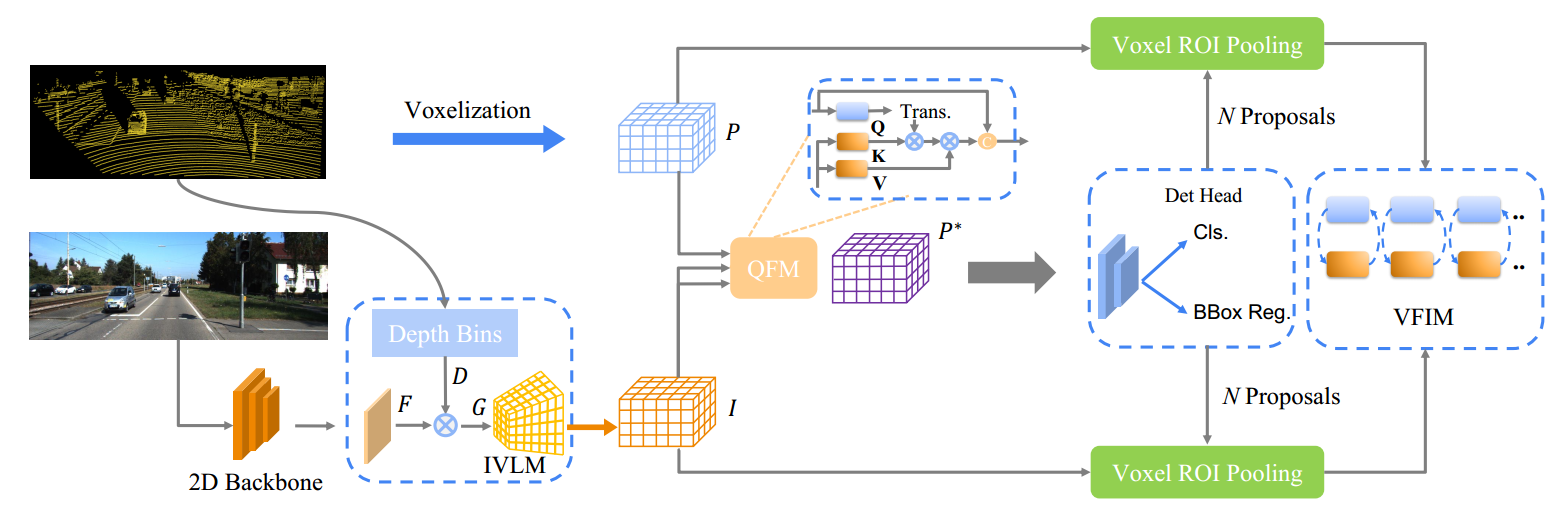 Voxel ROI Pooling
Voxelization
P
Trans.
Q
K
V
C
N Proposals
Det Head
Cls.
BBox Reg.
VFIM
..
..
QFM
P*
Depth Bins
D
F
G
IVLM
I
2D Backbone
N Proposals
Voxel ROI Pooling